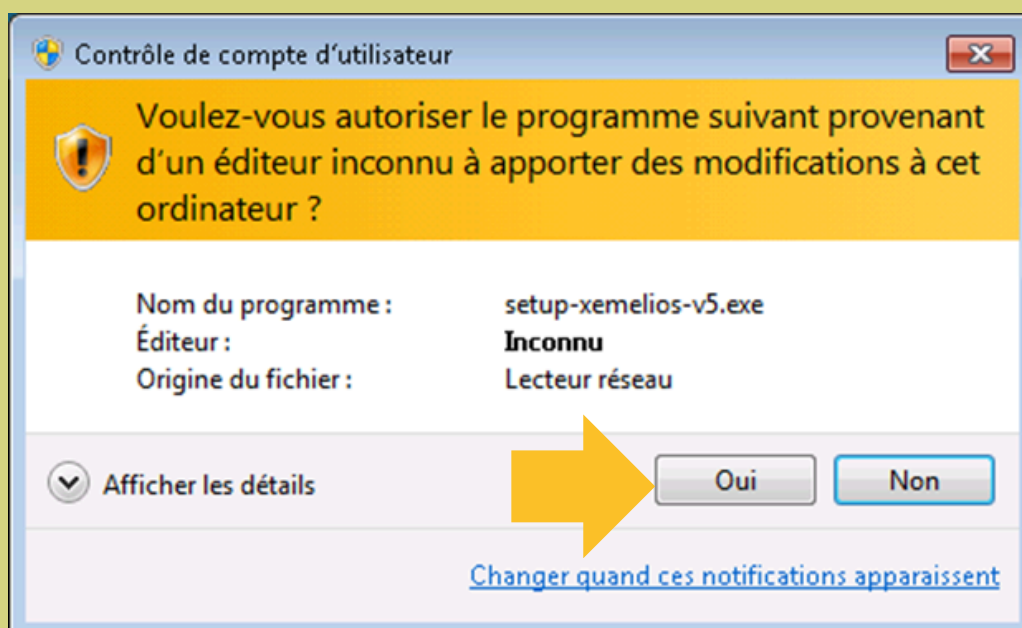 Contrôle de compte d'utilisateur
Voulez-vous autoriser le programme suivant provenant
d'un éditeur inconnu à apporter des modifications à cet
ordinateur ?
Nom du programme : setup-xemelios-v5.exe
Éditeur : Inconnu
Origine du fichier : Lecteur réseau
Afficher les détails Oui Non
Changer quand ces notifications apparaissent